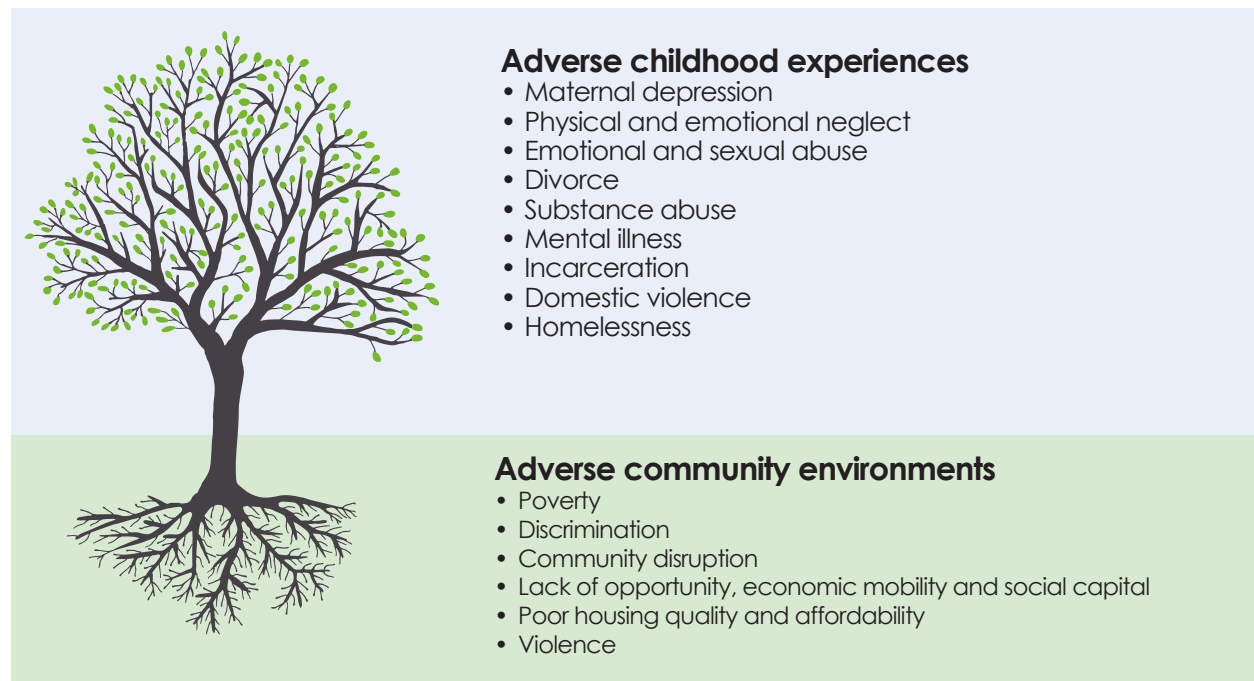 Adverse childhood experiences
• Maternal depression
• Physical and emotional neglect
• Emotional and sexual abuse
• Divorce
• Substance abuse
• Mental illness
• Incarceration
• Domestic violence
• Homelessness
Adverse community environments
• Poverty
• Discrimination
• Community disruption
• Lack of opportunity, economic mobility and social capital
• Poor housing quality and affordability
• Violence